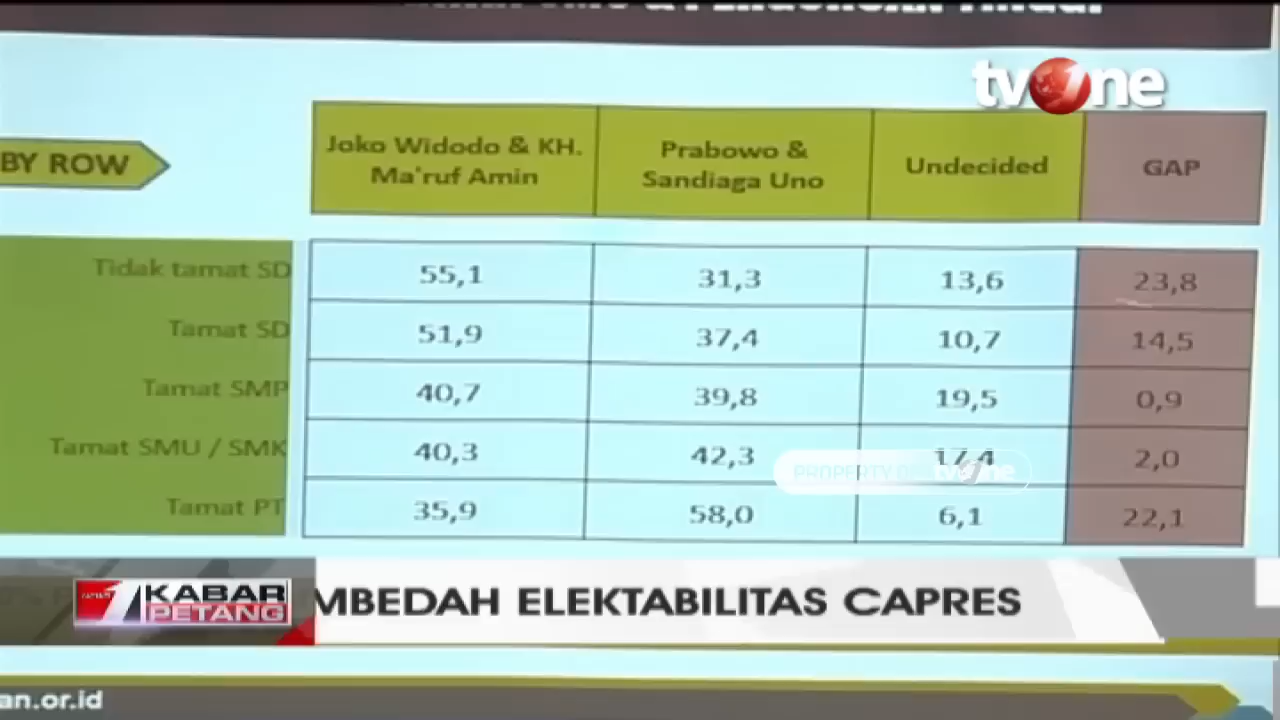 tvOne
BY ROW
Joko Widodo & KH.
Ma'ruf Amin
Prabowo &
Sandiaga Uno
Undecided
GAP
Tidak tamat SD
55,1
31,3
13,6
23,8
Tamat SD
51,9
37,4
10,7
14,5
Tamat SMP
40,7
39,8
19,5
0,9
Tamat SMU / SMK
40,3
42,3
17,4
2,0
PROPERTY OF tvOne
Tamat PT
35,9
58,0
6,1
22,1
KABAR
PETANG
MBEDAH ELEKTABILITAS CAPRES
an.or.id